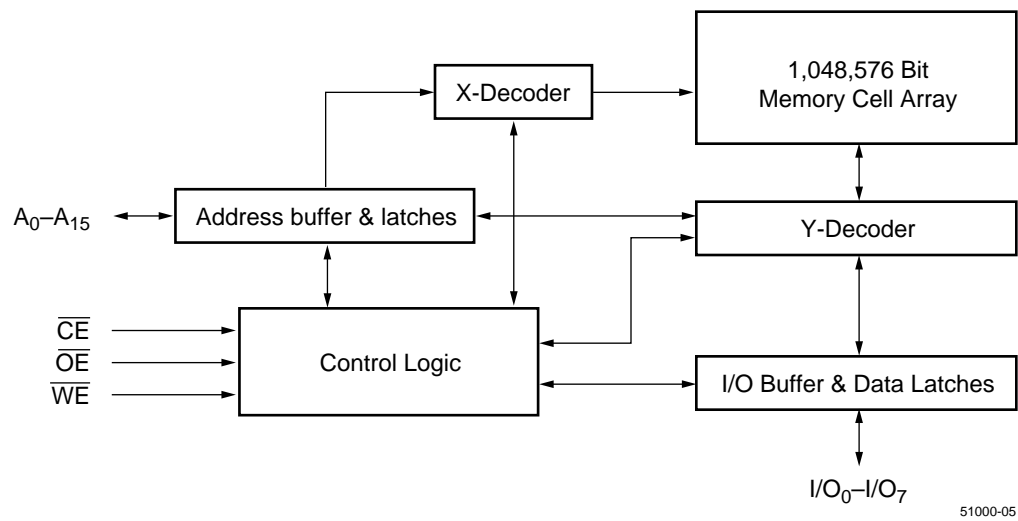 1,048,576 Bit
Memory Cell Array
X-Decoder
A0–A15
Address buffer & latches
Y-Decoder
CE
OE
WE
Control Logic
I/O Buffer & Data Latches
I/O0–I/O7
51000-05